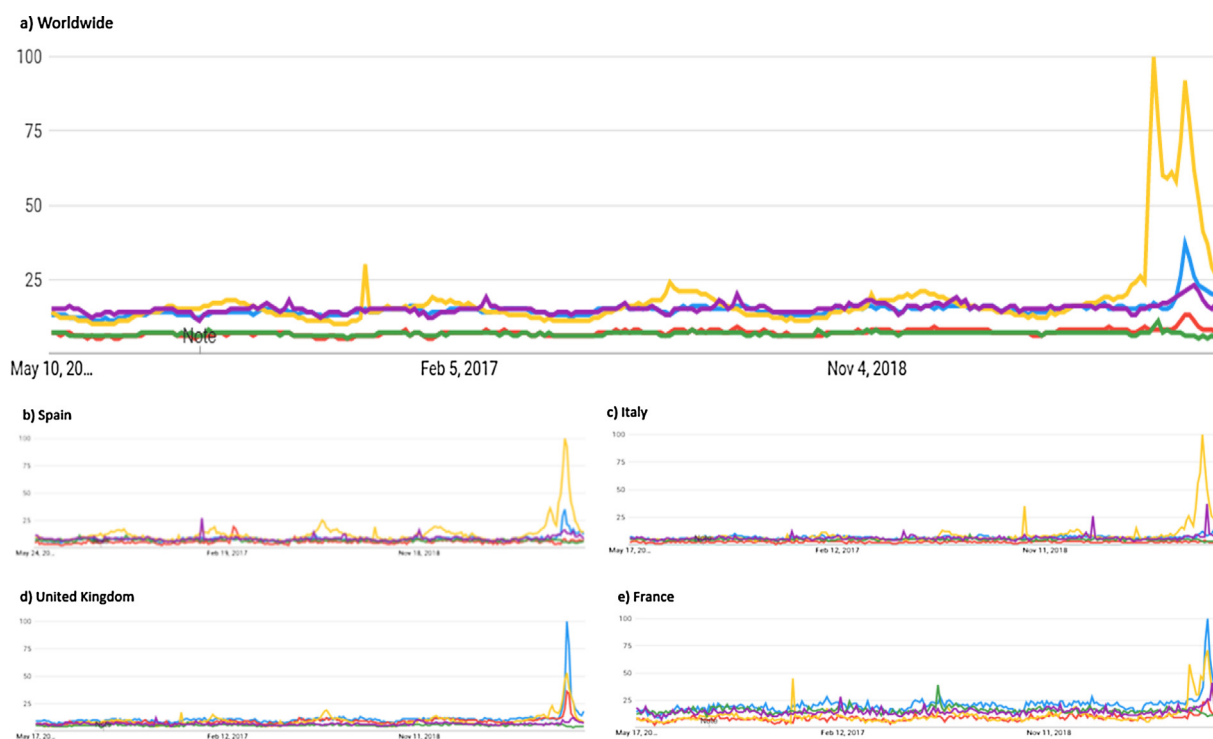 a) Worldwide
100
75
50
25
Note
May 10, 20... Feb 5, 2017 Nov 4, 2018
b) Spain
100
75
50
25
May 24, 20... Feb 19, 2017 Nov 18, 2018
c) Italy
100
75
50
25
Note
May 17, 20... Feb 12, 2017 Nov 11, 2018
d) United Kingdom
100
75
50
25
May 17, 20... Feb 12, 2017 Nov 11, 2018
e) France
100
75
50
25
Note
May 17, 20... Feb 12, 2017 Nov 11, 2018